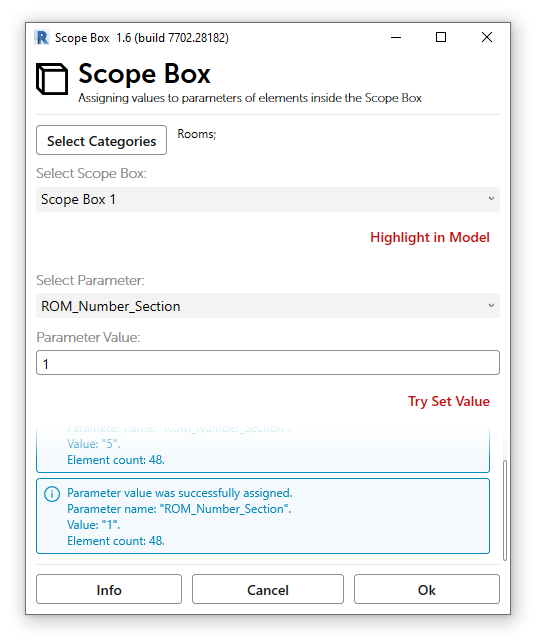 Scope Box 1.6 (build 7702.28182)
Scope Box
Assigning values to parameters of elements inside the Scope Box
Select Categories
Rooms;
Select Scope Box:
Scope Box 1
Highlight in Model
Select Parameter:
ROM_Number_Section
Parameter Value:
1
Try Set Value
Parameter name: "ROM_Number_Section".
Value: "5".
Element count: 48.
Parameter value was successfully assigned.
Parameter name: "ROM_Number_Section".
Value: "1".
Element count: 48.
Info
Cancel
Ok